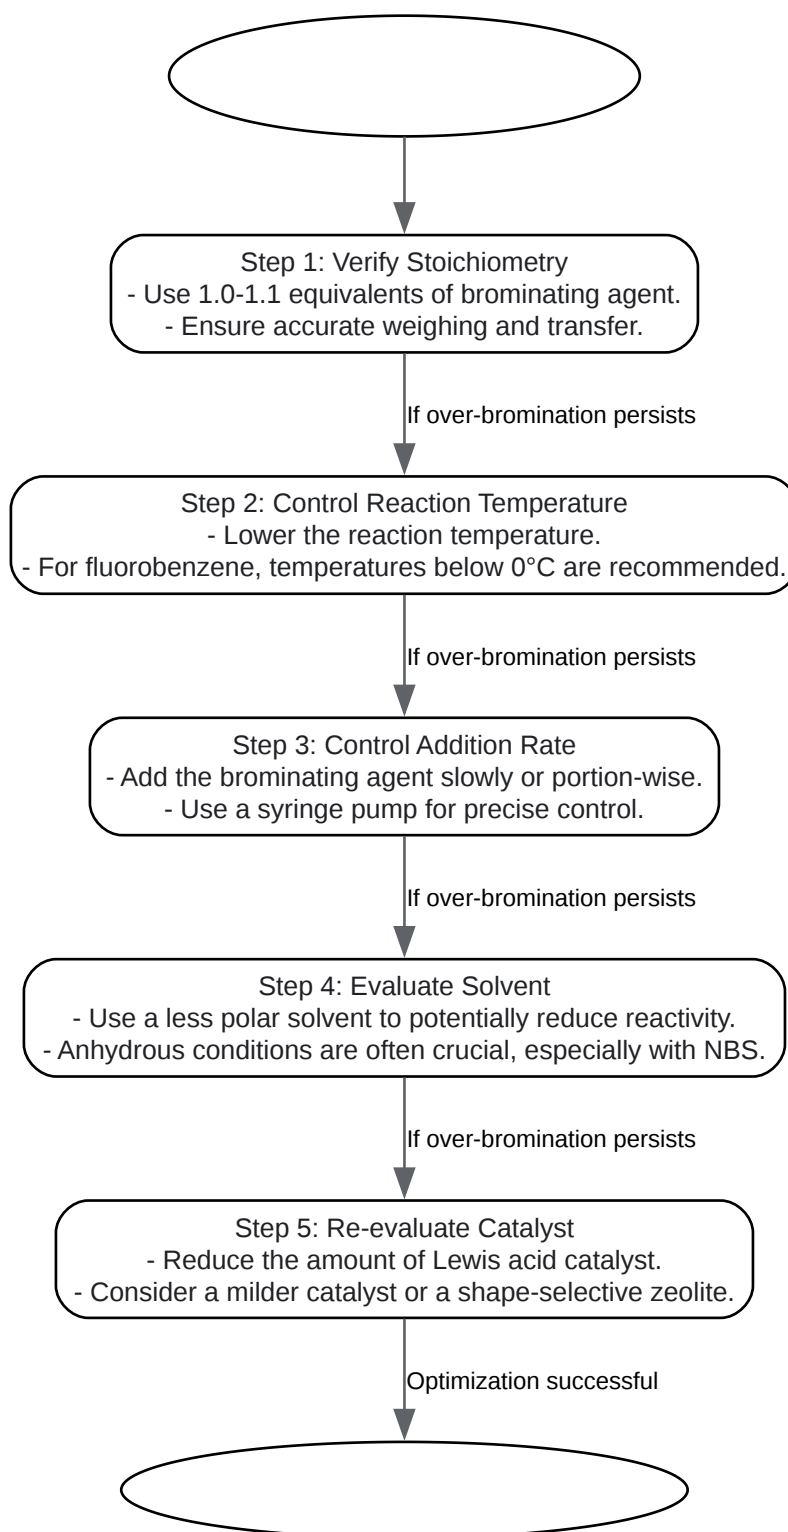 Step 1: Verify Stoichiometry
- Use 1.0-1.1 equivalents of brominating agent.
- Ensure accurate weighing and transfer.
If over-bromination persists
Step 2: Control Reaction Temperature
- Lower the reaction temperature.
- For fluorobenzene, temperatures below 0°C are recommended.
If over-bromination persists
Step 3: Control Addition Rate
- Add the brominating agent slowly or portion-wise.
- Use a syringe pump for precise control.
If over-bromination persists
Step 4: Evaluate Solvent
- Use a less polar solvent to potentially reduce reactivity.
- Anhydrous conditions are often crucial, especially with NBS.
If over-bromination persists
Step 5: Re-evaluate Catalyst
- Reduce the amount of Lewis acid catalyst.
- Consider a milder catalyst or a shape-selective zeolite.
Optimization successful